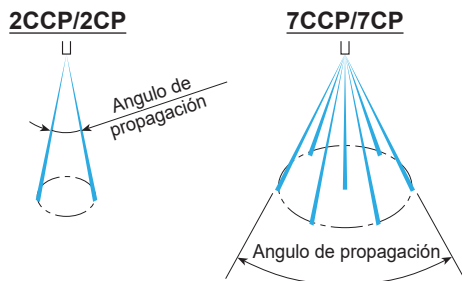 2CCP/2CP
7CCP/7CP
Angulo de
propagación
Angulo de propagación